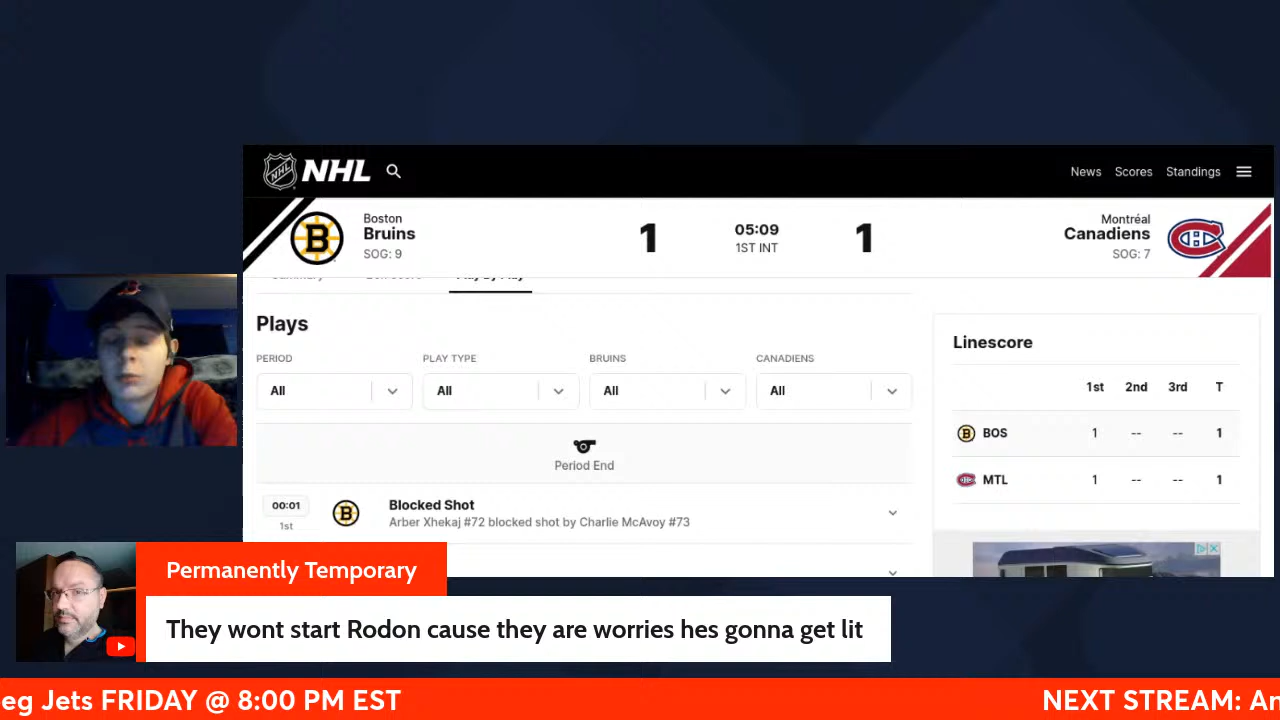 NHL
News Scores Standings
Boston
Bruins
SOG: 9
1
05:09
1ST INT
1
Montréal
Canadiens
SOG: 7
Plays
PERIOD PLAY TYPE BRUINS CANADIENS
All All All All
Period End
00:01
1st
Blocked Shot
Arber Xhekaj #72 blocked shot by Charlie McAvoy #73
Linescore
1st 2nd 3rd T
BOS 1 -- -- 1
MTL 1 -- -- 1
Permanently Temporary
They wont start Rodon cause they are worries hes gonna get lit
eg Jets FRIDAY @ 8:00 PM EST NEXT STREAM: An